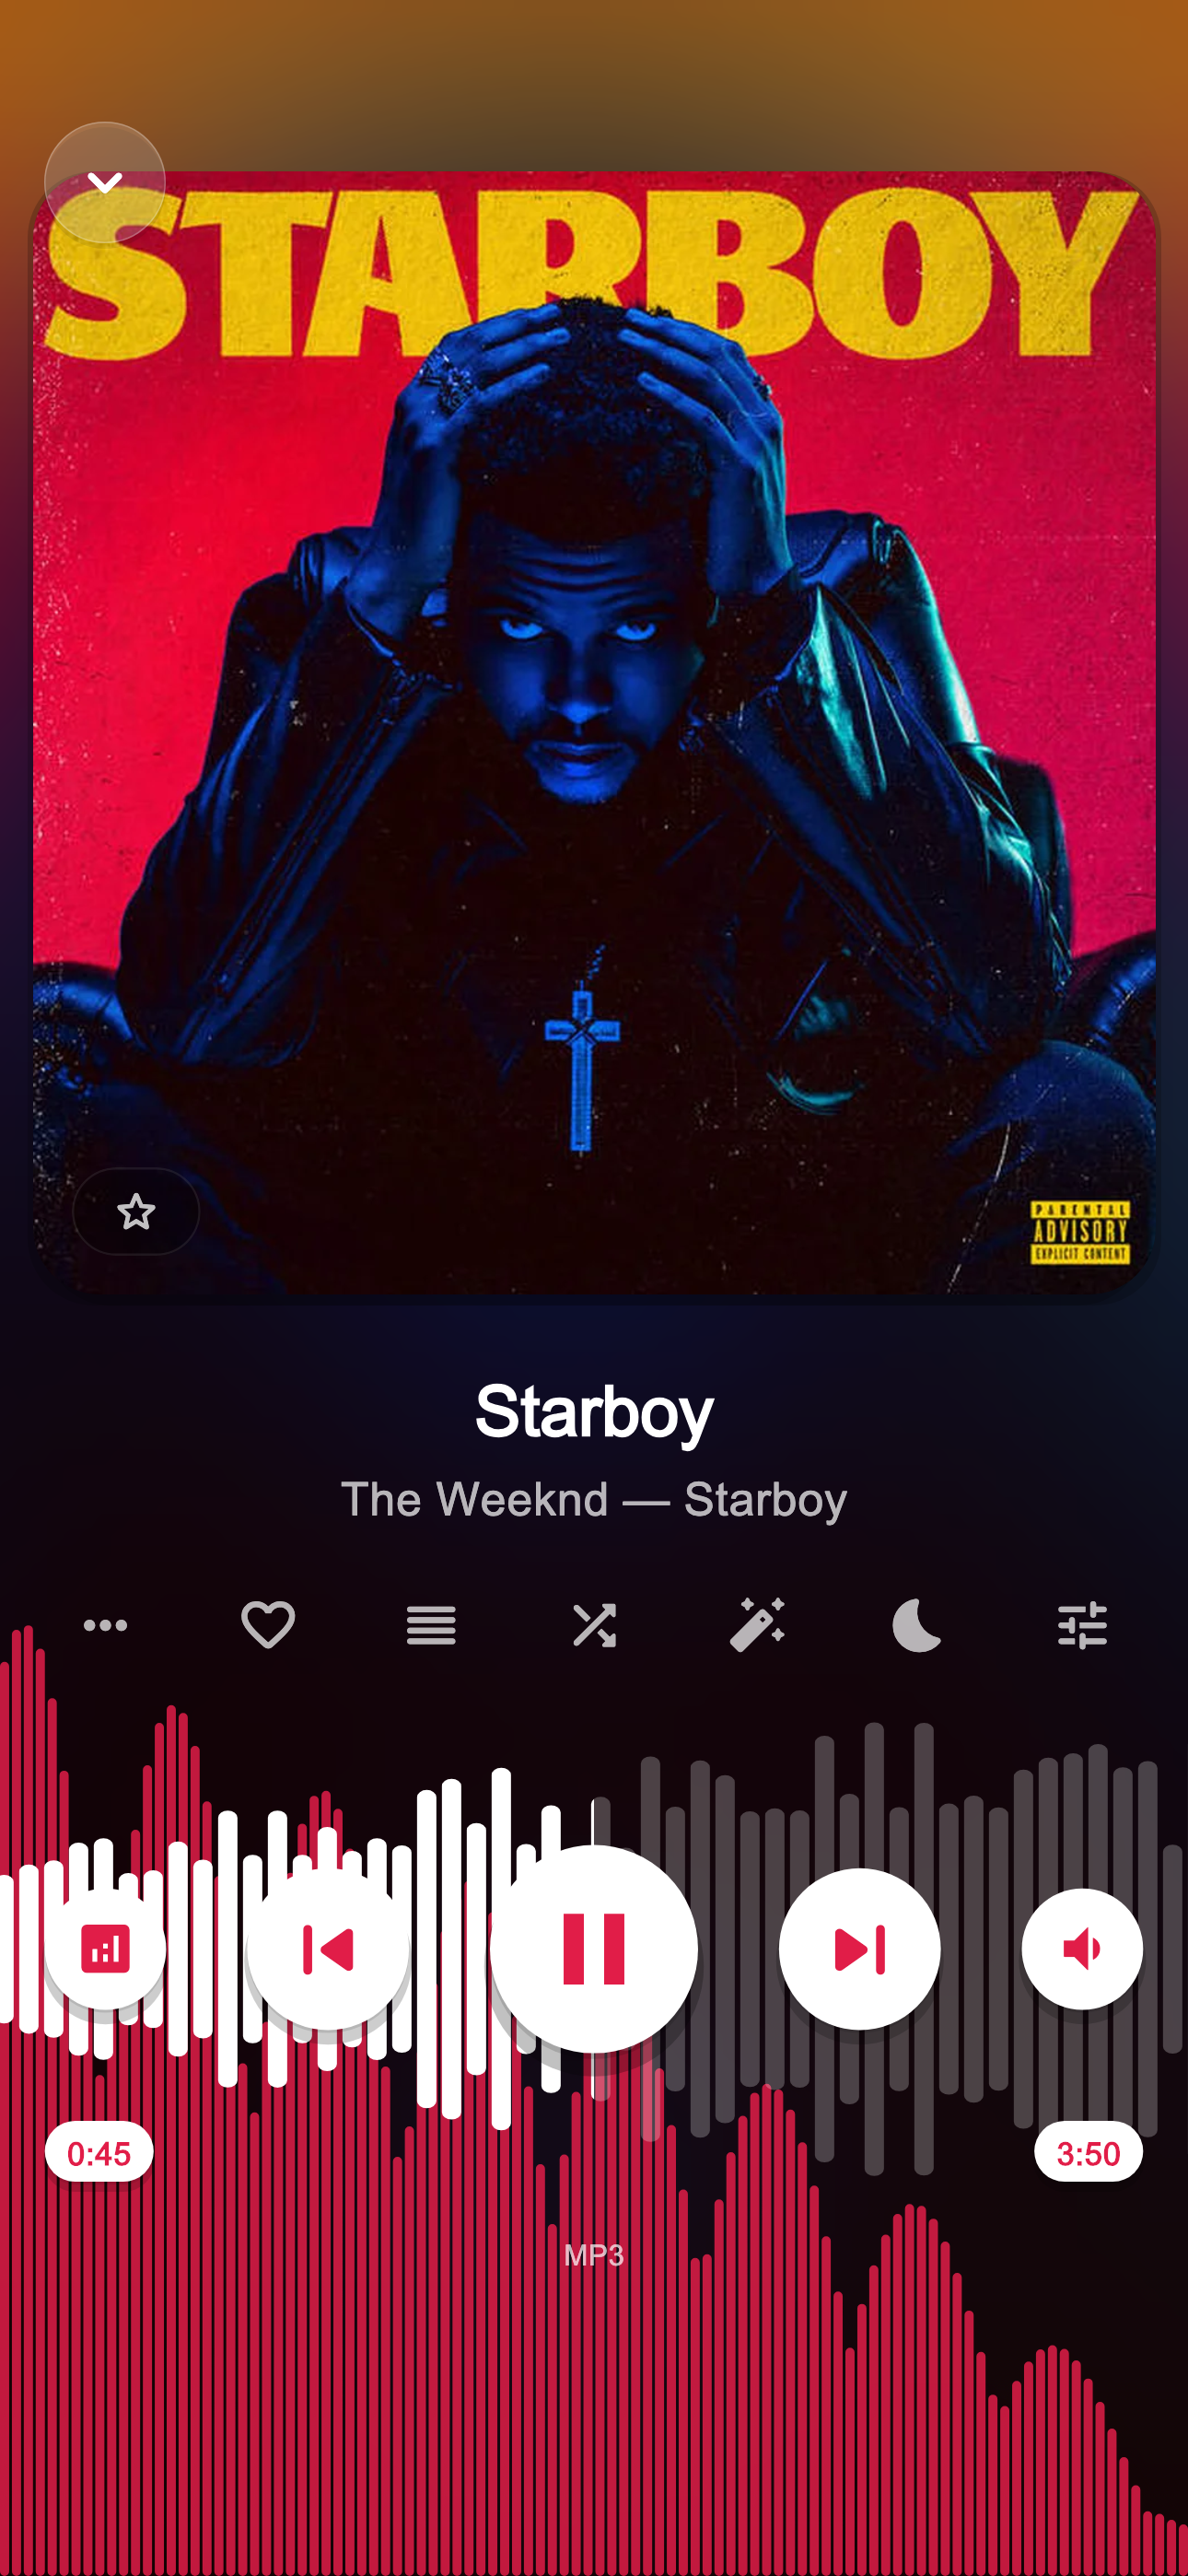 STARBOY
PARENTAL
ADVISORY
EXPLICIT CONTENT
Starboy
The Weeknd — Starboy
0:45
3:50
MP3